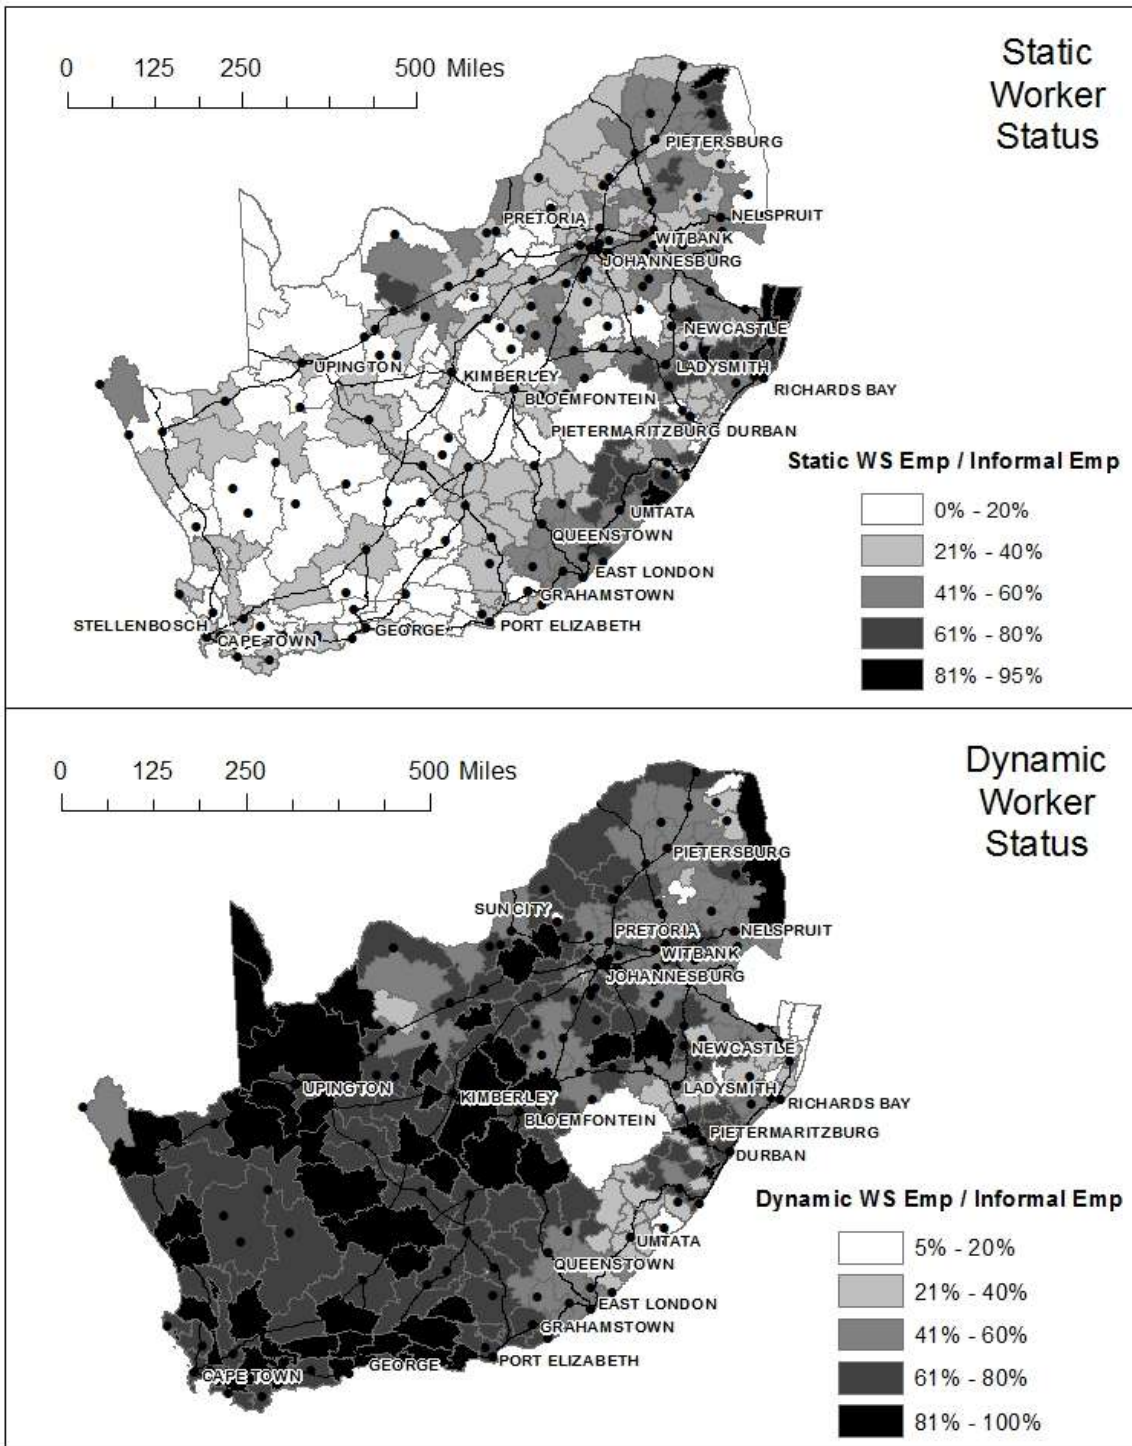 0 125 250 500 Miles
Static
Worker
Status
PIETERSBURG
PRETORIA
NELSPRUIT
WITBANK
JOHANNESBURG
NEWCASTLE
UPINGTON
KIMBERLEY
LADYSMITH
RICHARDS BAY
BLOEMFONTEIN
PIETERMARITZBURG DURBAN
Static WS Emp / Informal Emp
0% - 20%
UMTATA
QUEENSTOWN
21% - 40%
EAST LONDON
41% - 60%
GRAHAMSTOWN
STELLENBOSCH
GEORGE
PORT ELIZABETH
61% - 80%
CAPE TOWN
81% - 95%
0 125 250 500 Miles
Dynamic
Worker
Status
PIETERSBURG
SUN CITY
PRETORIA
NELSPRUIT
WITBANK
JOHANNESBURG
NEWCASTLE
UPINGTON
KIMBERLEY
LADYSMITH
RICHARDS BAY
BLOEMFONTEIN
PIETERMARITZBURG
DURBAN
Dynamic WS Emp / Informal Emp
UMTATA
5% - 20%
QUEENSTOWN
21% - 40%
EAST LONDON
GRAHAMSTOWN
41% - 60%
PORT ELIZABETH
GEORGE
CAPE TOWN
61% - 80%
81% - 100%